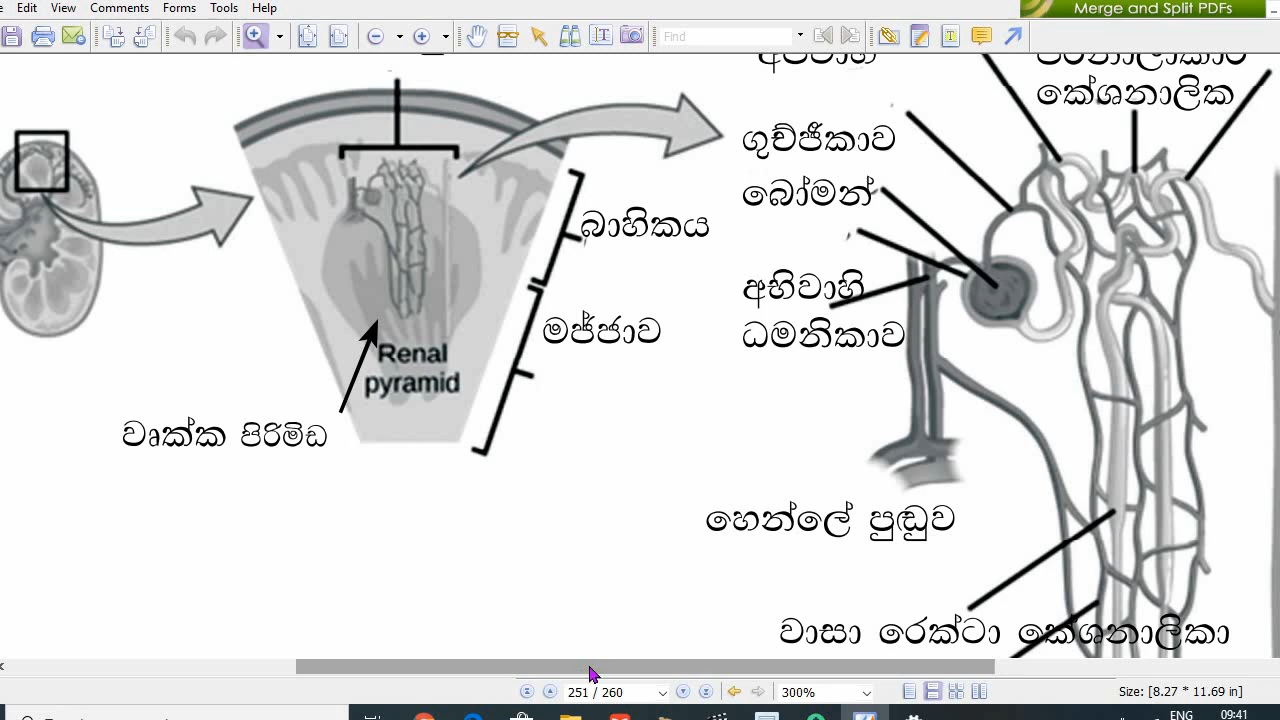 Edit View Comments Forms Tools Help
Merge and Split PDFs
Find
කේශනාලික
ගුච්ඡිකාව
බෝමන්
බාහිකය
අභිවාහි
ධමනිකාව
මජ්ජාව
Renal
pyramid
වෘක්ක පිරිමිඩ
හෙන්ලේ පුඬුව
වාසා රෙක්ටා කේශනාලිකා
251 / 260
300%
Size: [8.27 * 11.69 in]
ENG 09:41